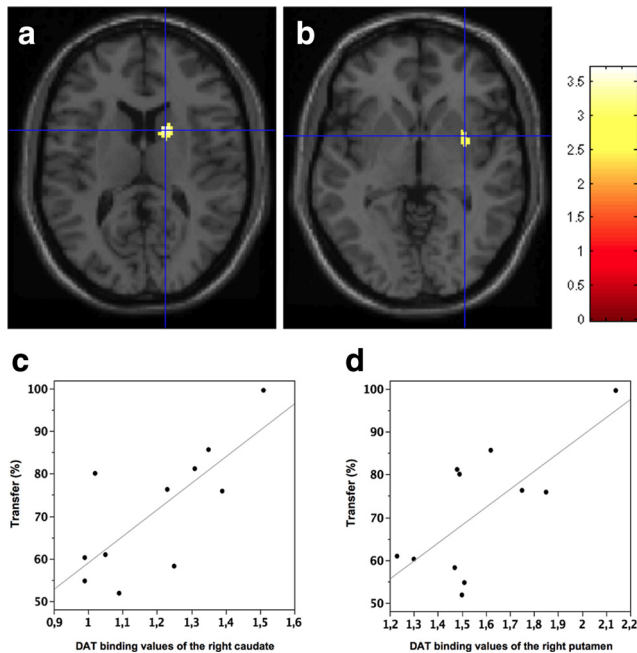 a
b
3.5
3
2.5
2
1.5
1
0.5
0
c
d
100
90
80
70
60
50
Transfer (%)
0,9 1 1,1 1,2 1,3 1,4 1,5 1,6
DAT binding values of the right caudate
100
90
80
70
60
50
Transfer (%)
1,2 1,3 1,4 1,5 1,6 1,7 1,8 1,9 2 2,1 2,2
DAT binding values of the right putamen